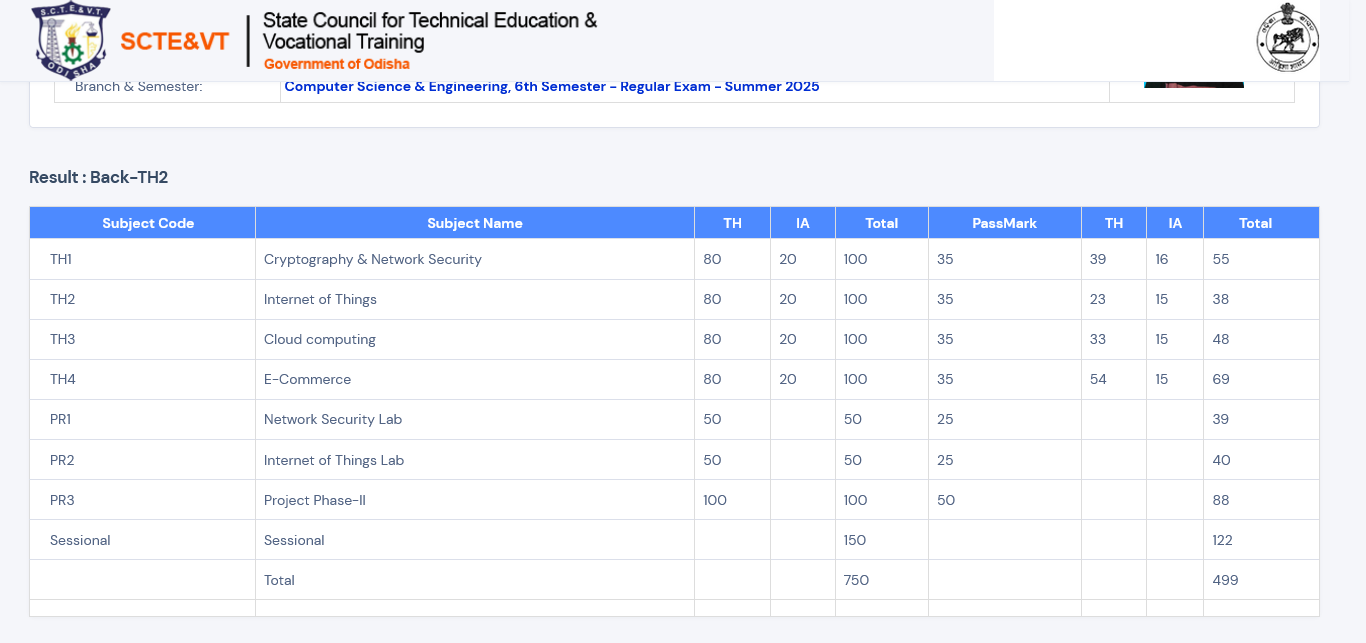 S.C.T.E.& V.T.
ODISHA
SCTE&VT
State Council for Technical Education &
Vocational Training
Government of Odisha
Branch & Semester: Computer Science & Engineering, 6th Semester - Regular Exam - Summer 2025
Result : Back-TH2
Subject Code Subject Name TH IA Total PassMark TH IA Total
TH1 Cryptography & Network Security 80 20 100 35 39 16 55
TH2 Internet of Things 80 20 100 35 23 15 38
TH3 Cloud computing 80 20 100 35 33 15 48
TH4 E-Commerce 80 20 100 35 54 15 69
PR1 Network Security Lab 50 50 25 39
PR2 Internet of Things Lab 50 50 25 40
PR3 Project Phase-II 100 100 50 88
Sessional Sessional 150 122
Total 750 499